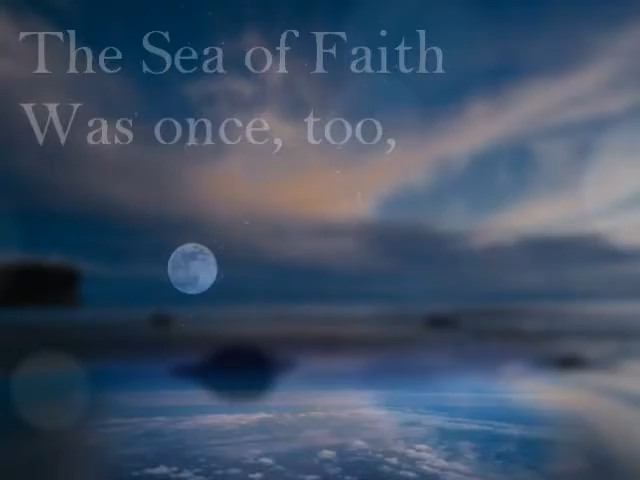 The Sea of Faith
Was once, too,